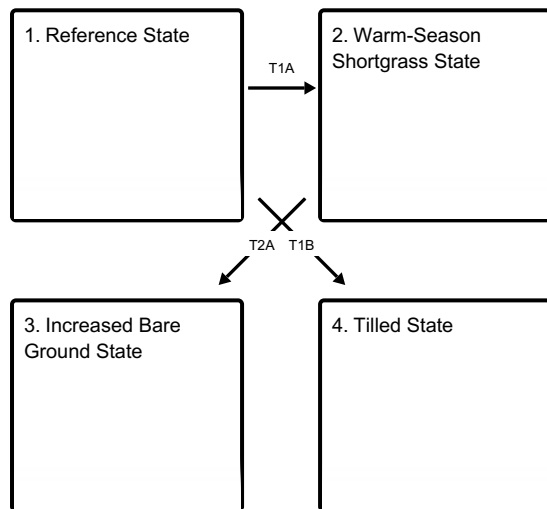 1. Reference State
2. Warm-Season
Shortgrass State
T1A
T2A
T1B
3. Increased Bare
Ground State
4. Tilled State